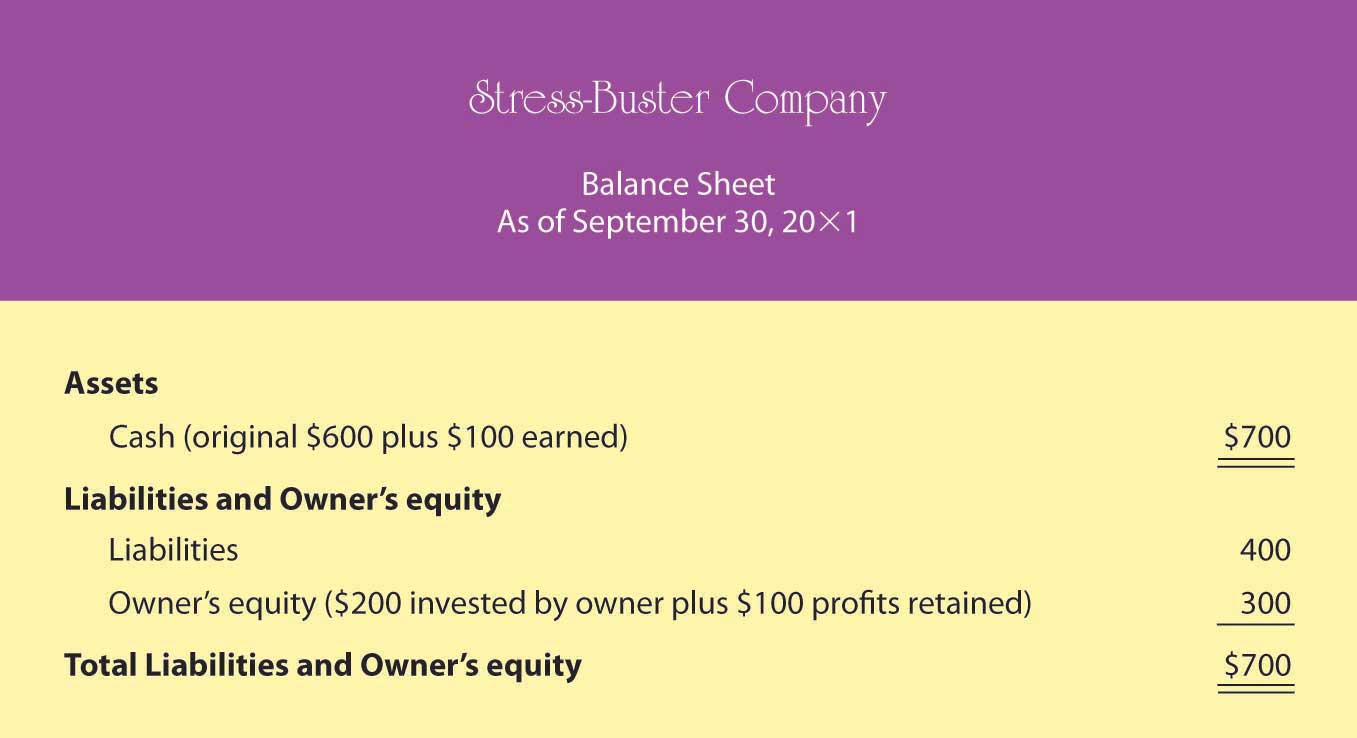 Stress-Buster Company
Balance Sheet
As of September 30, 20×1
Assets
Cash (original $600 plus $100 earned) $700
Liabilities and Owner’s equity
Liabilities 400
Owner’s equity ($200 invested by owner plus $100 profits retained) 300
Total Liabilities and Owner’s equity $700